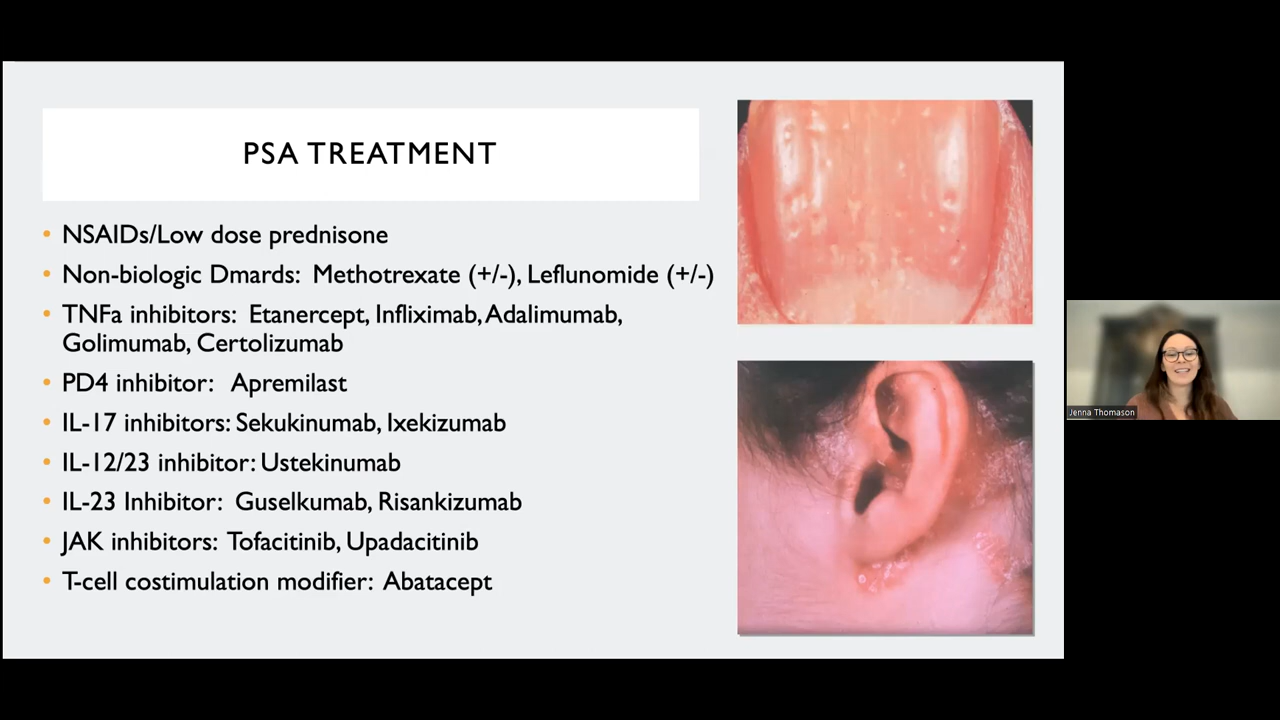 PSA TREATMENT
• NSAIDs/Low dose prednisone
• Non-biologic Dmards: Methotrexate (+/-), Leflunomide (+/-)
• TNFa inhibitors: Etanercept, Infliximab, Adalimumab,
Golimumab, Certolizumab
• PD4 inhibitor: Apremilast
• IL-17 inhibitors: Sekukinumab, Ixekizumab
• IL-12/23 inhibitor: Ustekinumab
• IL-23 Inhibitor: Guselkumab, Risankizumab
• JAK inhibitors: Tofacitinib, Upadacitinib
• T-cell costimulation modifier: Abatacept
Jenna Thomason